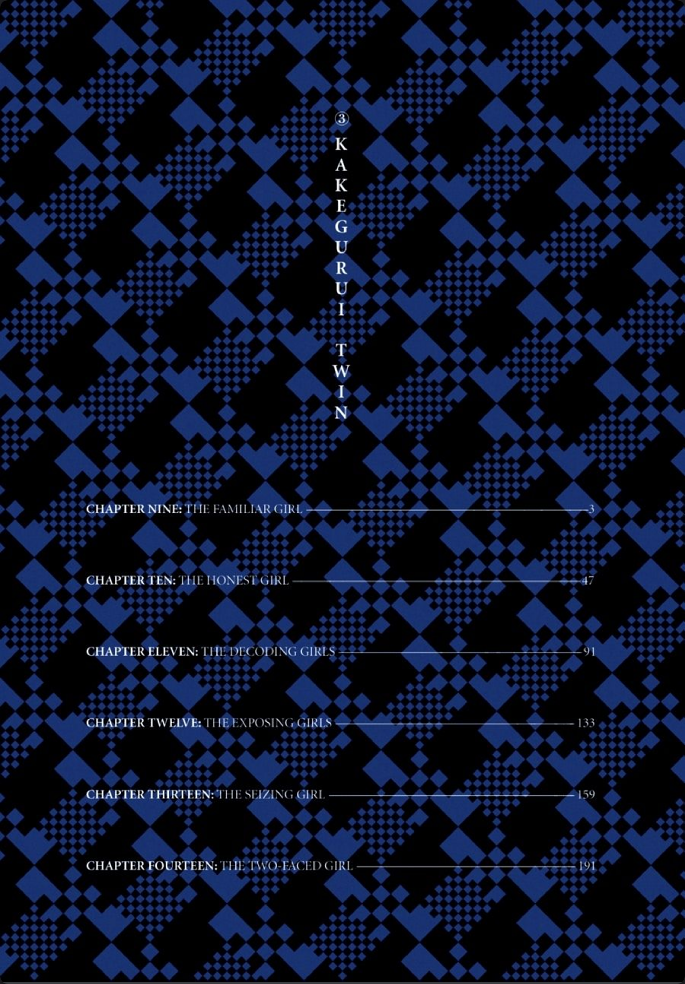 ③
KAKEGURUI TWIN
CHAPTER NINE: THE FAMILIAR GIRL 3
CHAPTER TEN: THE HONEST GIRL 47
CHAPTER ELEVEN: THE DECODING GIRLS 91
CHAPTER TWELVE: THE EXPOSING GIRLS 133
CHAPTER THIRTEEN: THE SEIZING GIRL 159
CHAPTER FOURTEEN: THE TWO-FACED GIRL 191